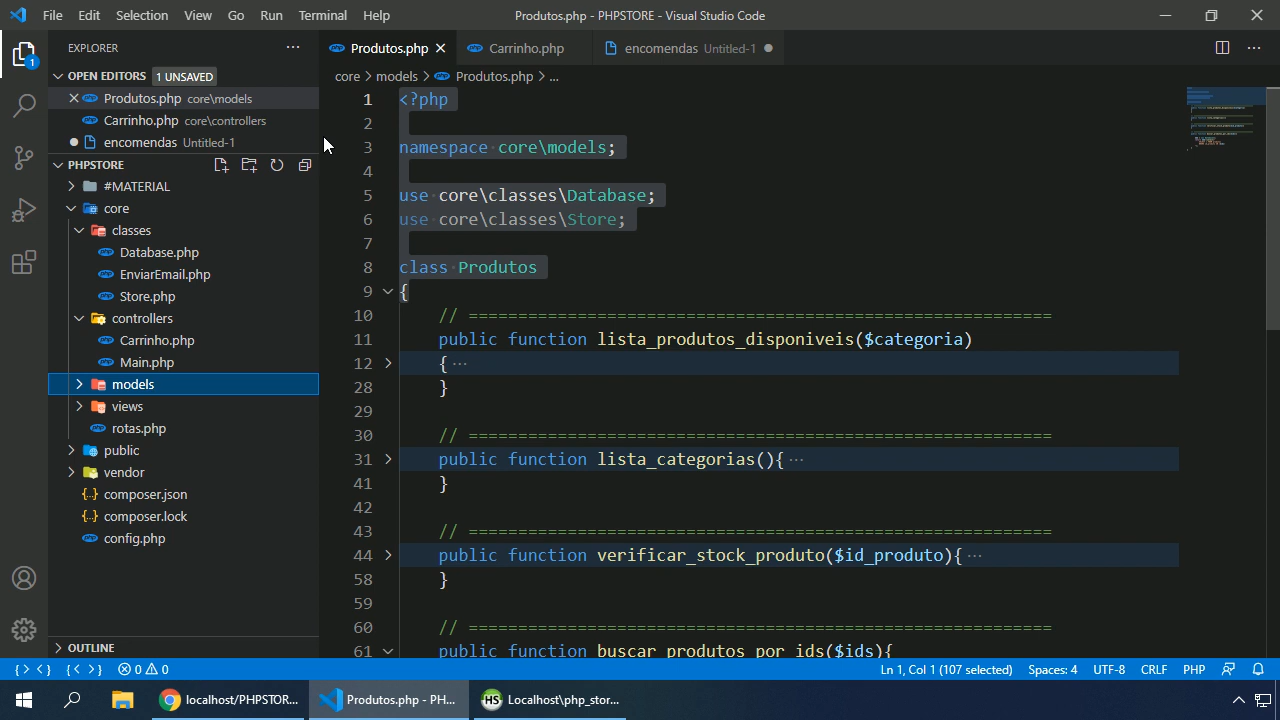 File Edit Selection View Go Run Terminal Help
Produtos.php - PHPSTORE - Visual Studio Code
EXPLORER
OPEN EDITORS 1 UNSAVED
Produtos.php core\models
Carrinho.php core\controllers
encomendas Untitled-1
PHPSTORE
#MATERIAL
core
classes
Database.php
EnviarEmail.php
Store.php
controllers
Carrinho.php
Main.php
models
views
rotas.php
public
vendor
composer.json
composer.lock
config.php
OUTLINE
Produtos.php Carrinho.php encomendas Untitled-1
core > models > Produtos.php > ...
1 <?php
2
3 namespace core\models;
4
5 use core\classes\Database;
6 use core\classes\Store;
7
8 class Produtos
9 {
10 // ===========================================================
11 public function lista_produtos_disponiveis($categoria)
12 { ...
28 }
29
30 // ===========================================================
31 public function lista_categorias(){ ...
41 }
42
43 // ===========================================================
44 public function verificar_stock_produto($id_produto){ ...
58 }
59
60 // ===========================================================
61 public function buscar_produtos_por_ids($ids){
0 0
Ln 1, Col 1 (107 selected) Spaces: 4 UTF-8 CRLF PHP
localhost/PHPSTOR... Produtos.php - PH... HS Localhost\php_stor...